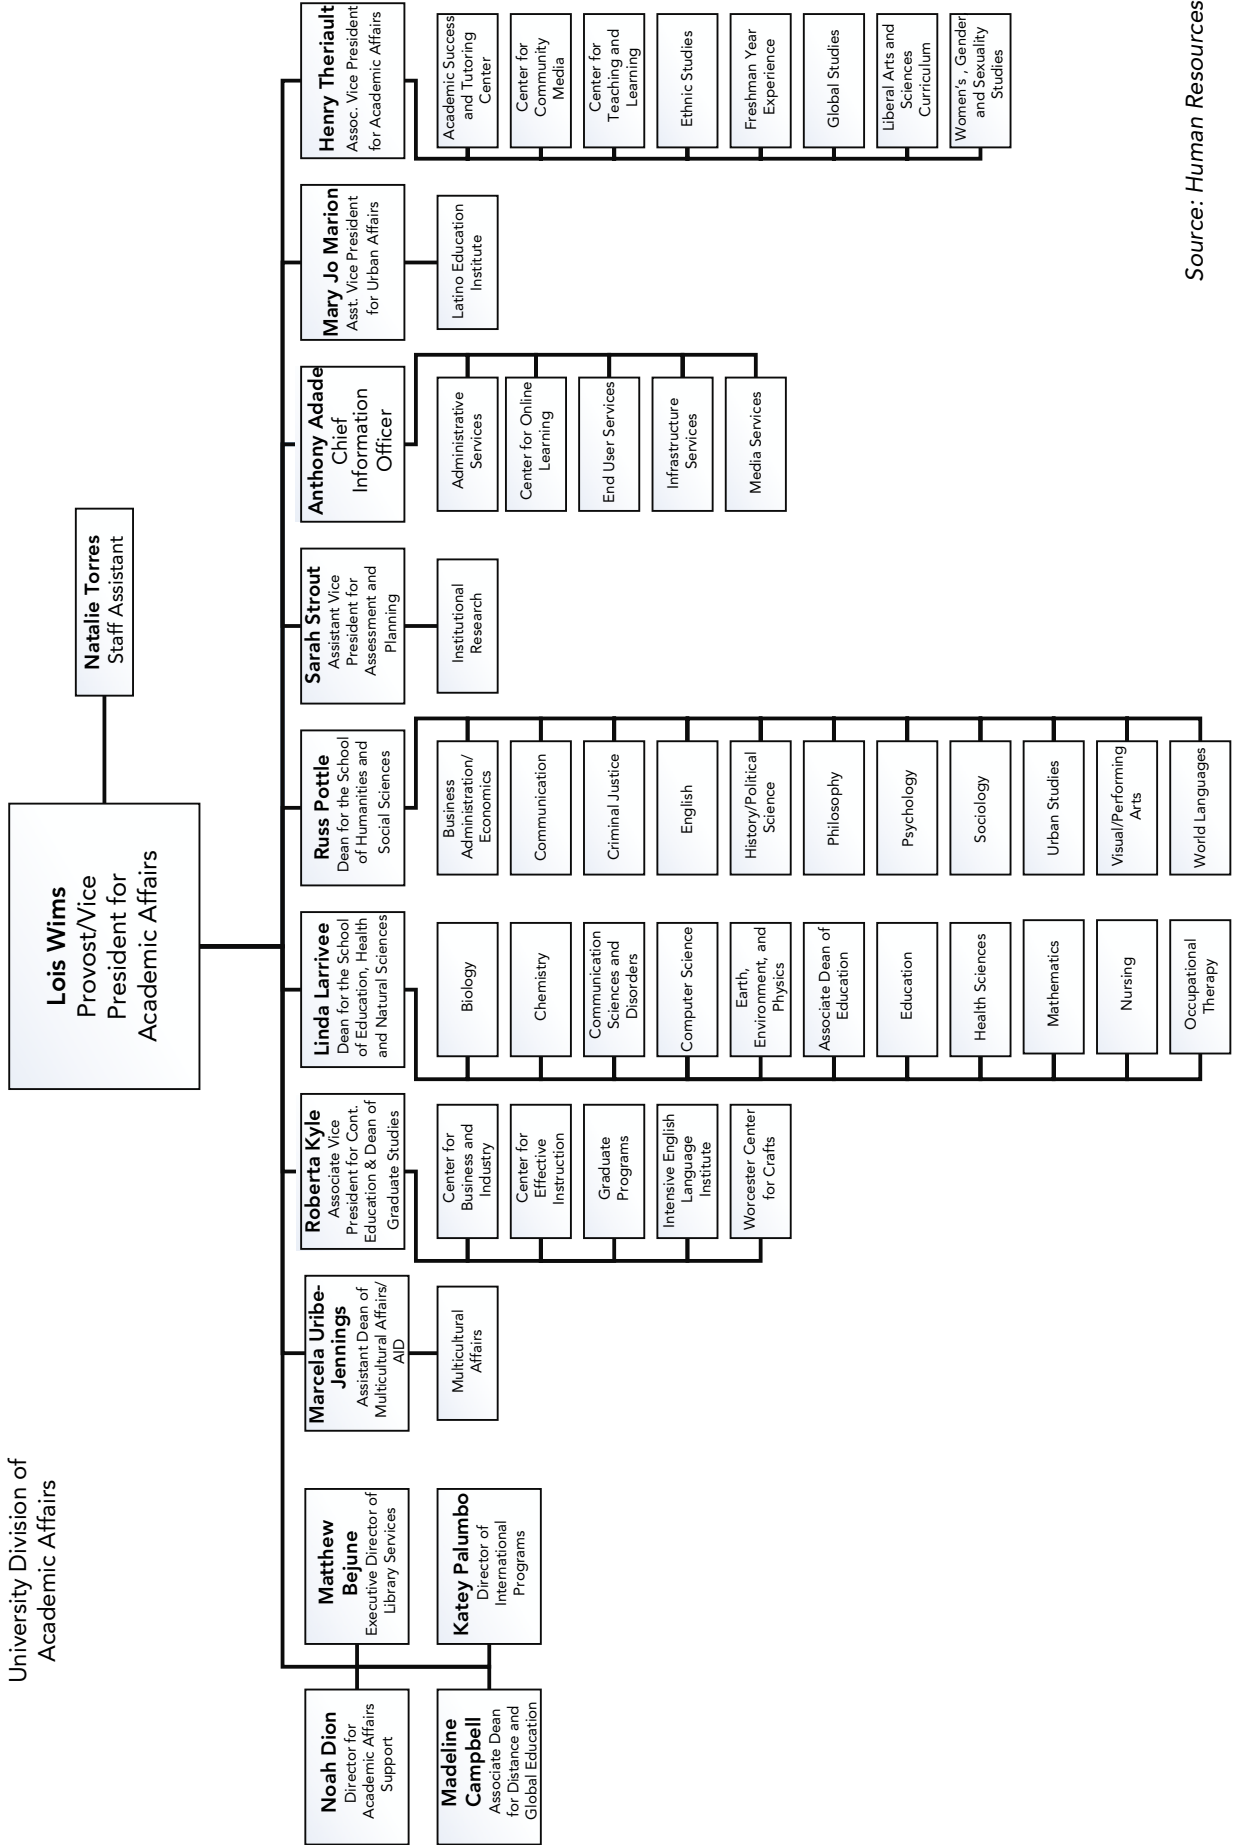 University Division of
Academic Affairs
Lois Wims
Provost/Vice
President for
Academic Affairs
Natalie Torres
Staff Assistant
Noah Dion
Director for
Academic Affairs
Support
Matthew
Bejune
Executive Director of
Library Services
Madeline
Campbell
Associate Dean
for Distance and
Global Education
Katey Palumbo
Director of
International
Programs
Marcela Uribe-
Jennings
Assistant Dean of
Multicultural Affairs/
AID
Multicultural
Affairs
Roberta Kyle
Associate Vice
President for Cont.
Education & Dean of
Graduate Studies
Center for
Business and
Industry
Center for
Effective
Instruction
Graduate
Programs
Intensive English
Language
Institute
Worcester Center
for Crafts
Linda Larrivee
Dean for the School
of Education, Health
and Natural Sciences
Biology
Chemistry
Communication
Sciences and
Disorders
Computer Science
Earth,
Environment, and
Physics
Associate Dean of
Education
Education
Health Sciences
Mathematics
Nursing
Occupational
Therapy
Russ Pottle
Dean for the School
of Humanities and
Social Sciences
Business
Administration/
Economics
Communication
Criminal Justice
English
History/Political
Science
Philosophy
Psychology
Sociology
Urban Studies
Visual/Performing
Arts
World Languages
Sarah Strout
Assistant Vice
President for
Assessment and
Planning
Institutional
Research
Anthony Adade
Chief
Information
Officer
Administrative
Services
Center for Online
Learning
End User Services
Infrastructure
Services
Media Services
Mary Jo Marion
Asst. Vice President
for Urban Affairs
Latino Education
Institute
Henry Theriault
Assoc. Vice President
for Academic Affairs
Academic Success
and Tutoring
Center
Center for
Community
Media
Center for
Teaching and
Learning
Ethnic Studies
Freshman Year
Experience
Global Studies
Liberal Arts and
Sciences
Curriculum
Women's , Gender
and Sexuality
Studies
Source: Human Resources